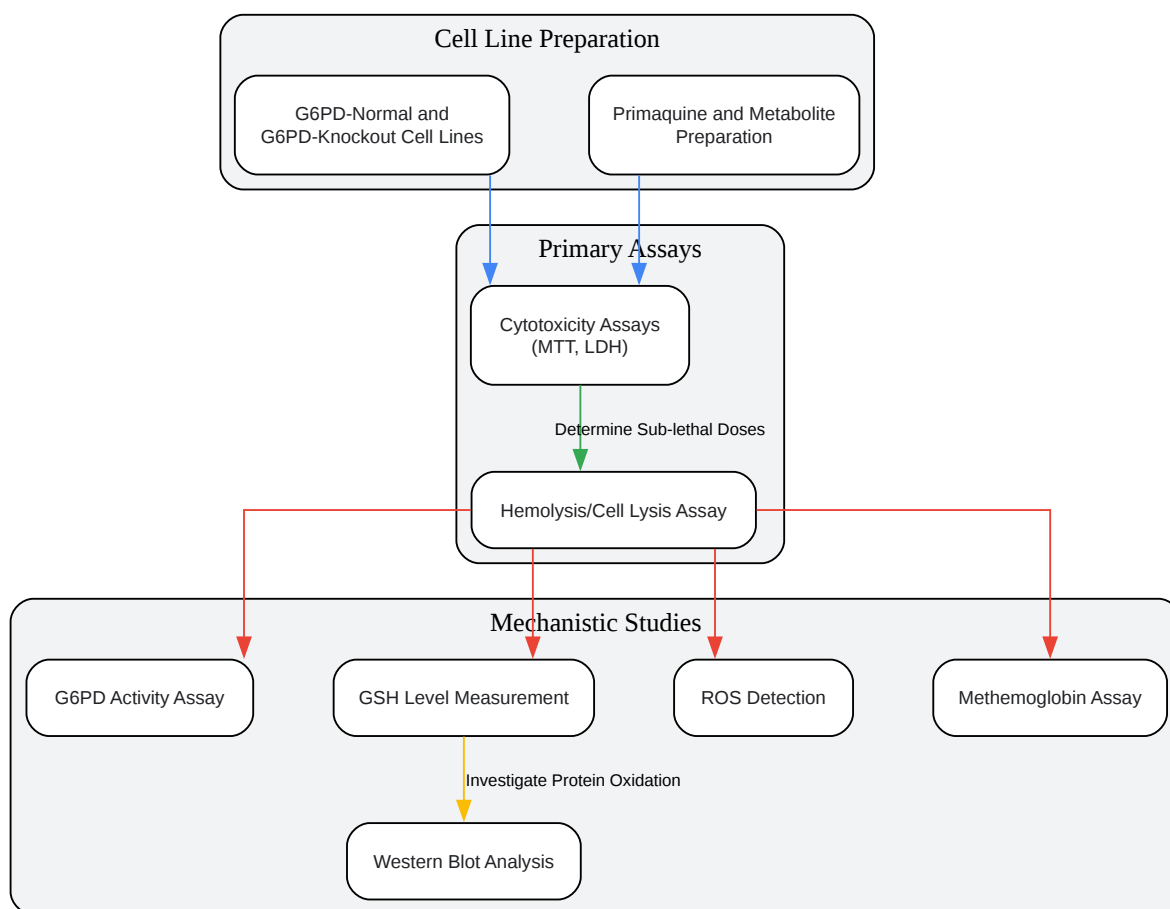 Cell Line Preparation
G6PD-Normal and
G6PD-Knockout Cell Lines
Primaquine and Metabolite
Preparation
Primary Assays
Cytotoxicity Assays
(MTT, LDH)
Determine Sub-lethal Doses
Hemolysis/Cell Lysis Assay
Mechanistic Studies
G6PD Activity Assay
GSH Level Measurement
ROS Detection
Methemoglobin Assay
Investigate Protein Oxidation
Western Blot Analysis